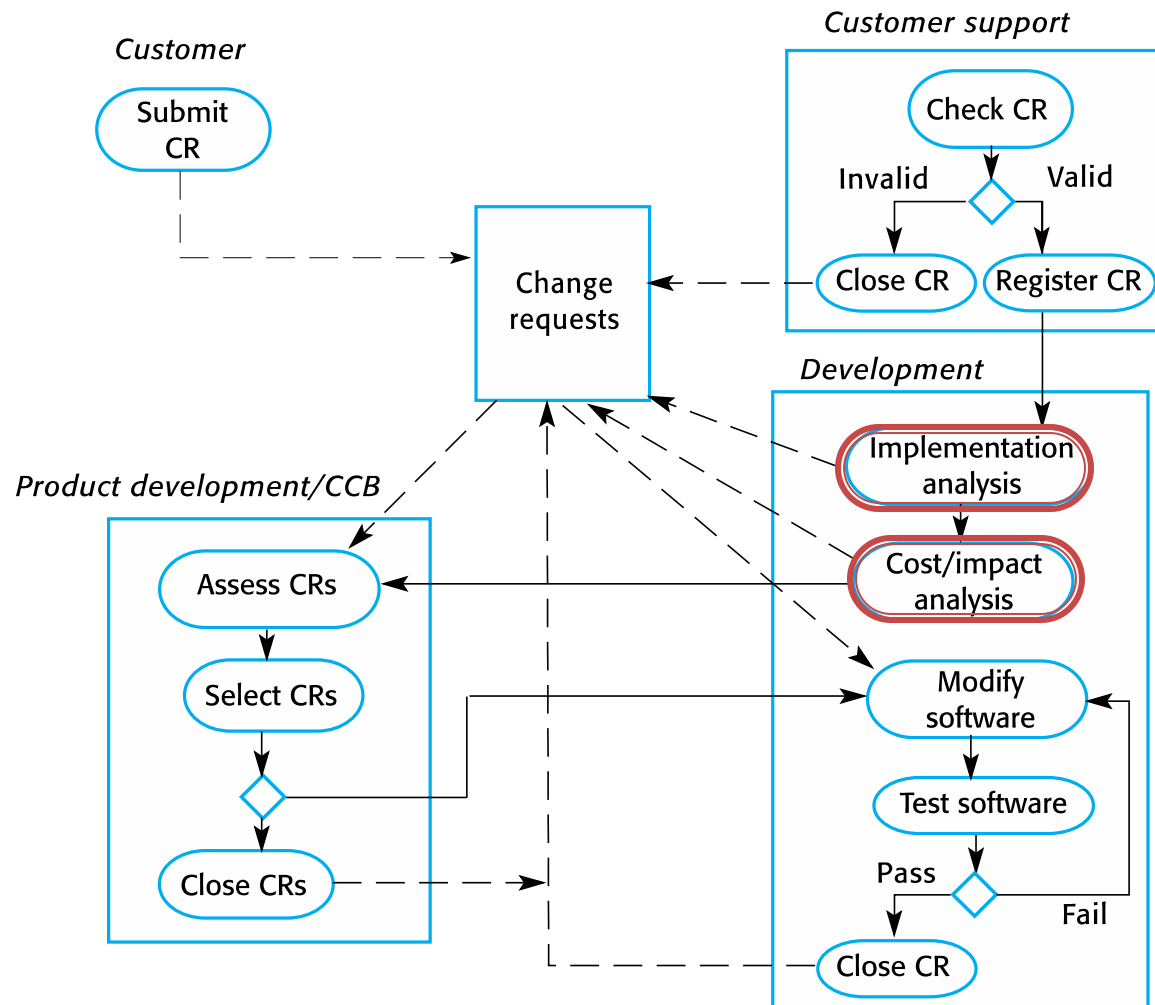 Customer
Submit
CR
Customer support
Check CR
Invalid
Valid
Close CR
Register CR
Change
requests
Development
Implementation
analysis
Cost/impact
analysis
Product development/CCB
Assess CRs
Select CRs
Close CRs
Modify
software
Test software
Pass
Fail
Close CR